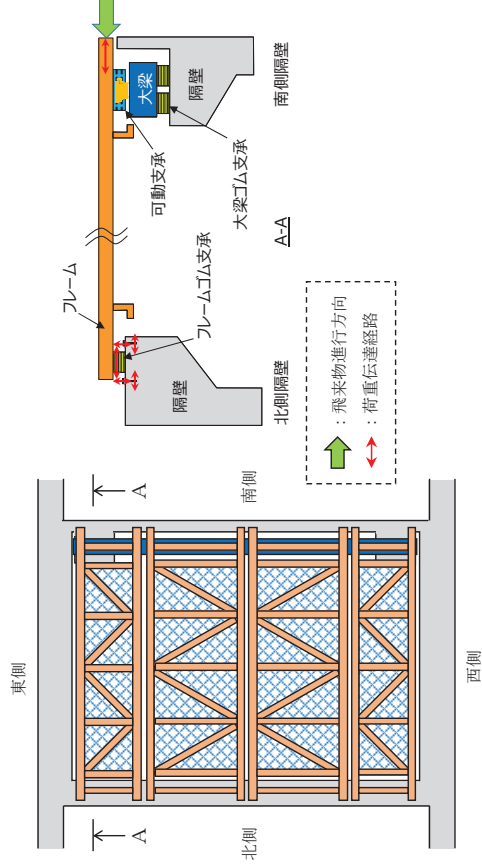 東側
A
A
北側
南側
西側
フレーム
可動支承
大梁
隔壁
南側隔壁
大梁ゴム支承
A-A
フレームゴム支承
隔壁
北側隔壁
：飛来物進行方向
：荷重伝達経路